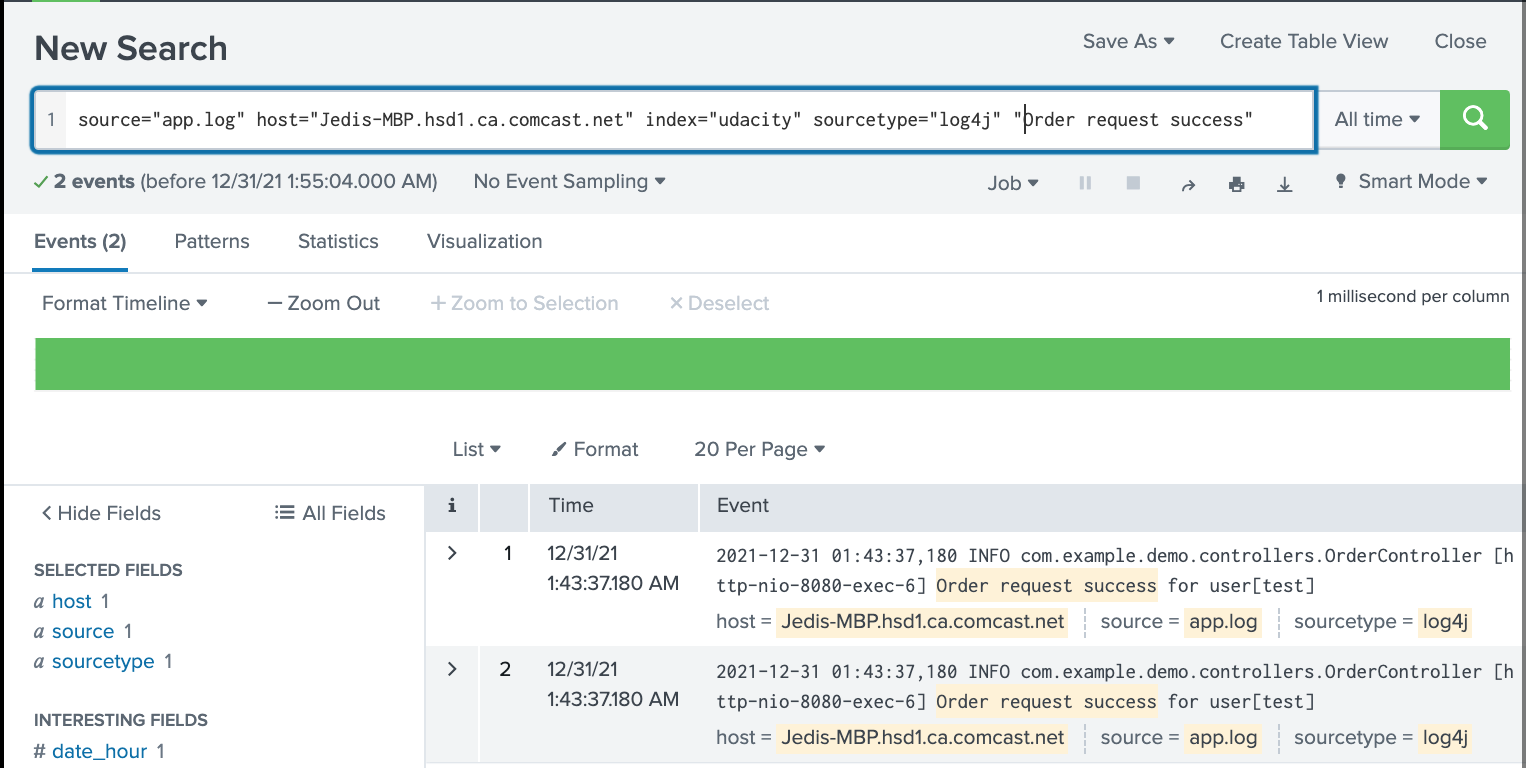 New Search
Save As
Create Table View
Close
1 source="app.log" host="Jedis-MBP.hsd1.ca.comcast.net" index="udacity" sourcetype="log4j" "Order request success"
All time
2 events (before 12/31/21 1:55:04.000 AM)
No Event Sampling
Job
Smart Mode
Events (2)
Patterns
Statistics
Visualization
Format Timeline
— Zoom Out
+ Zoom to Selection
× Deselect
1 millisecond per column
List
Format
20 Per Page
< Hide Fields
All Fields
i
Time
Event
SELECTED FIELDS
a host 1
a source 1
a sourcetype 1
INTERESTING FIELDS
# date_hour 1
> 1
12/31/21
1:43:37.180 AM
2021-12-31 01:43:37,180 INFO com.example.demo.controllers.OrderController [h
ttp-nio-8080-exec-6] Order request success for user[test]
host = Jedis-MBP.hsd1.ca.comcast.net source = app.log sourcetype = log4j
> 2
12/31/21
1:43:37.180 AM
2021-12-31 01:43:37,180 INFO com.example.demo.controllers.OrderController [h
ttp-nio-8080-exec-6] Order request success for user[test]
host = Jedis-MBP.hsd1.ca.comcast.net source = app.log sourcetype = log4j